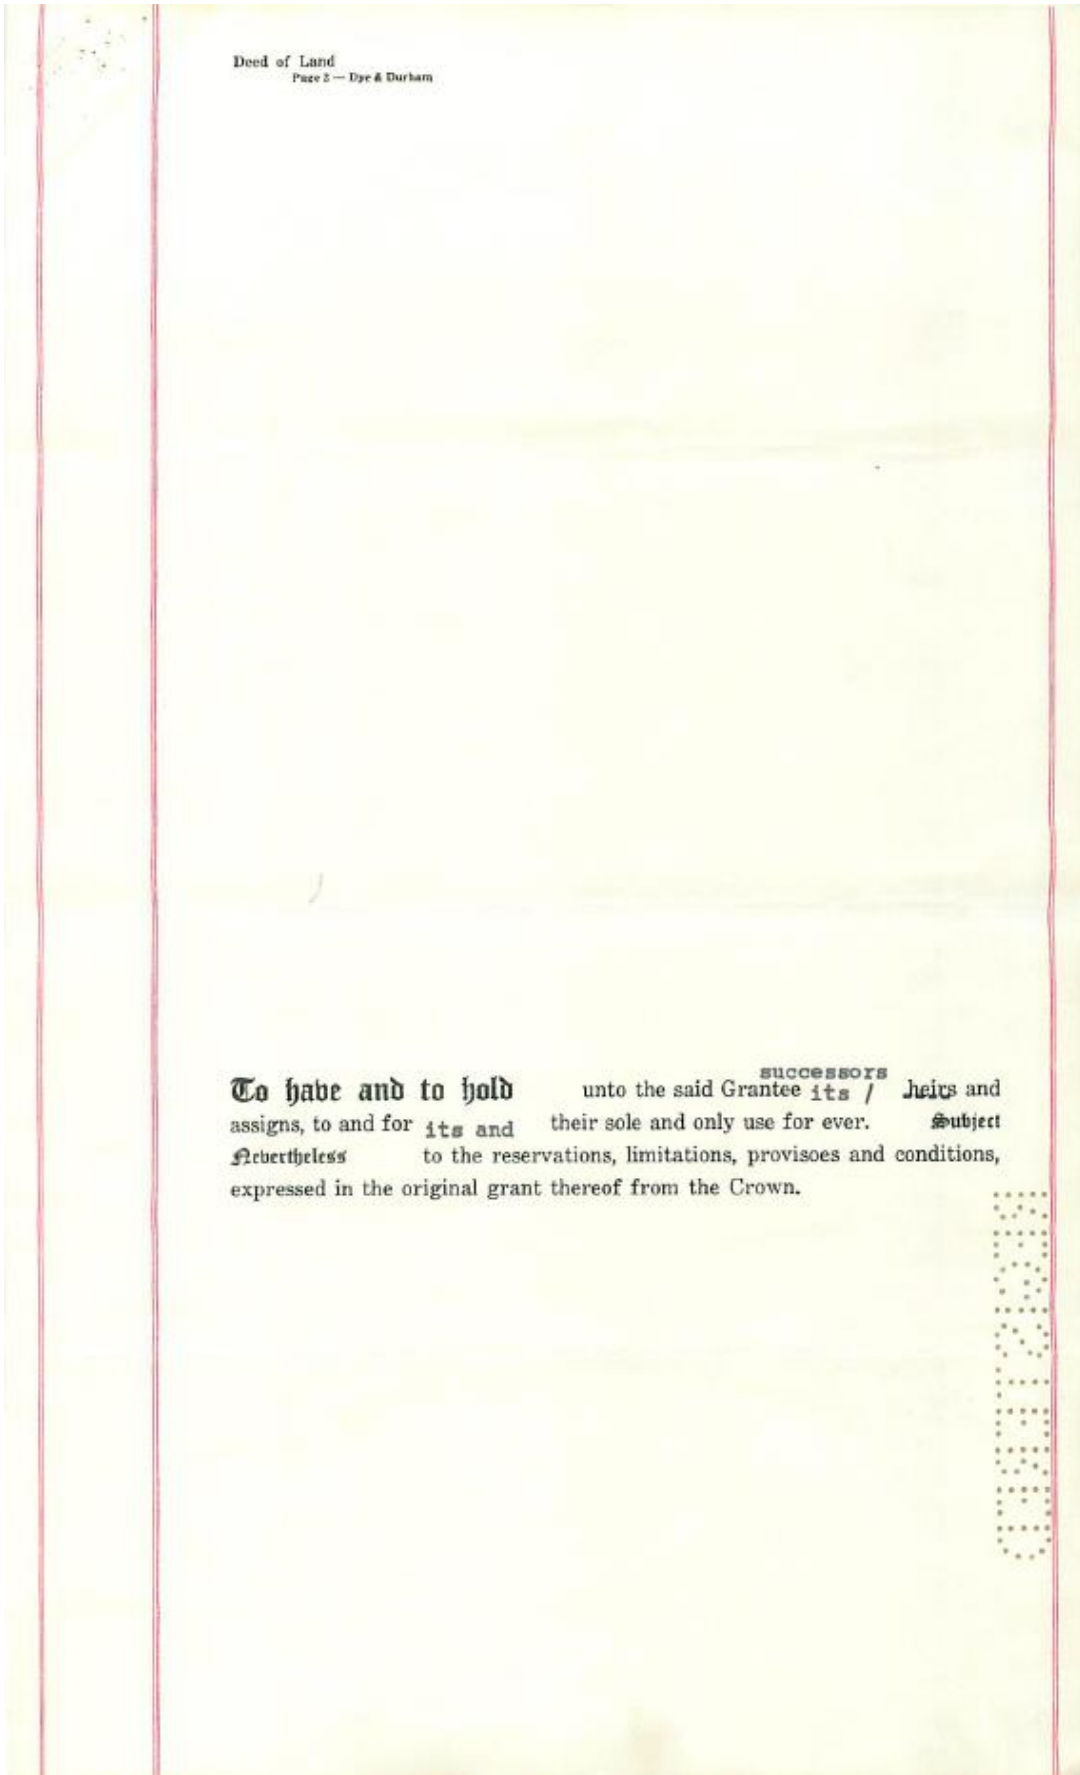 Deed of Land
Page 2 — Dye & Durham
successors
To have and to hold unto the said Grantee its / heirs and
assigns, to and for its and their sole and only use for ever. Subject
Nevertheless to the reservations, limitations, provisoes and conditions,
expressed in the original grant thereof from the Crown.
REGISTERED